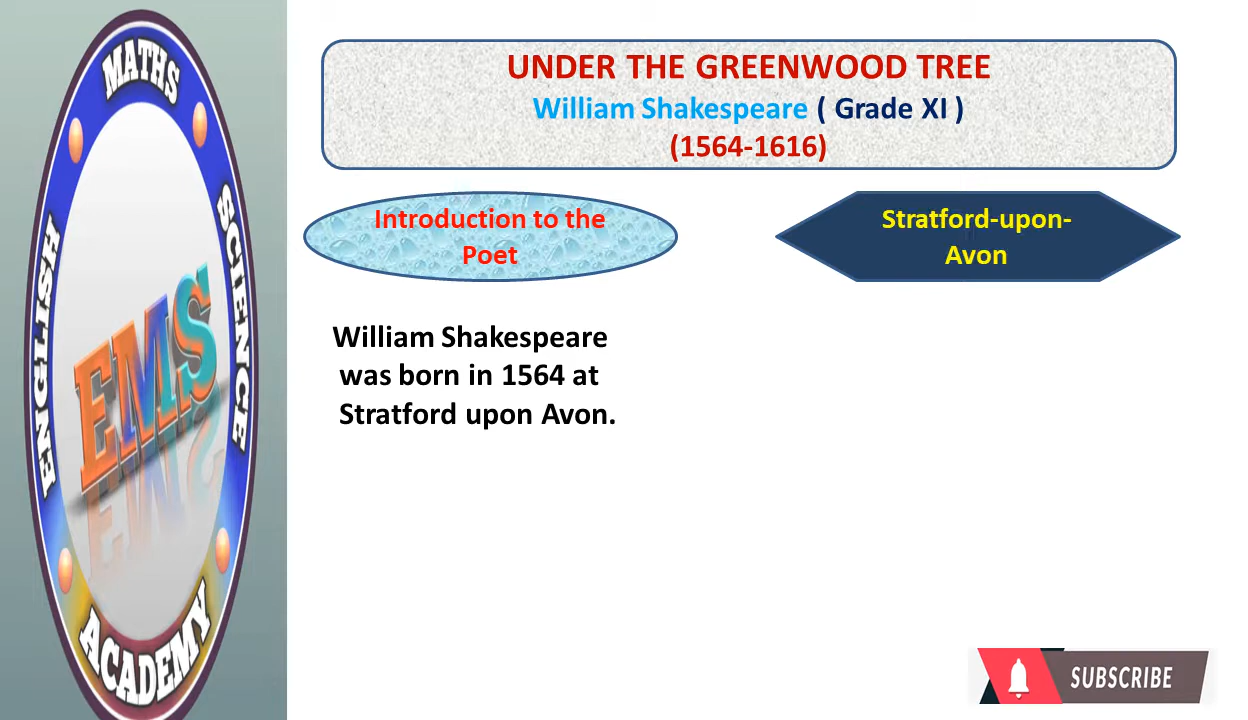 MATHS
SCIENCE
ENGLISH
EMS
ACADEMY
UNDER THE GREENWOOD TREE
William Shakespeare ( Grade XI )
(1564-1616)
Introduction to the
Poet
Stratford-upon-
Avon
William Shakespeare
was born in 1564 at
Stratford upon Avon.
SUBSCRIBE